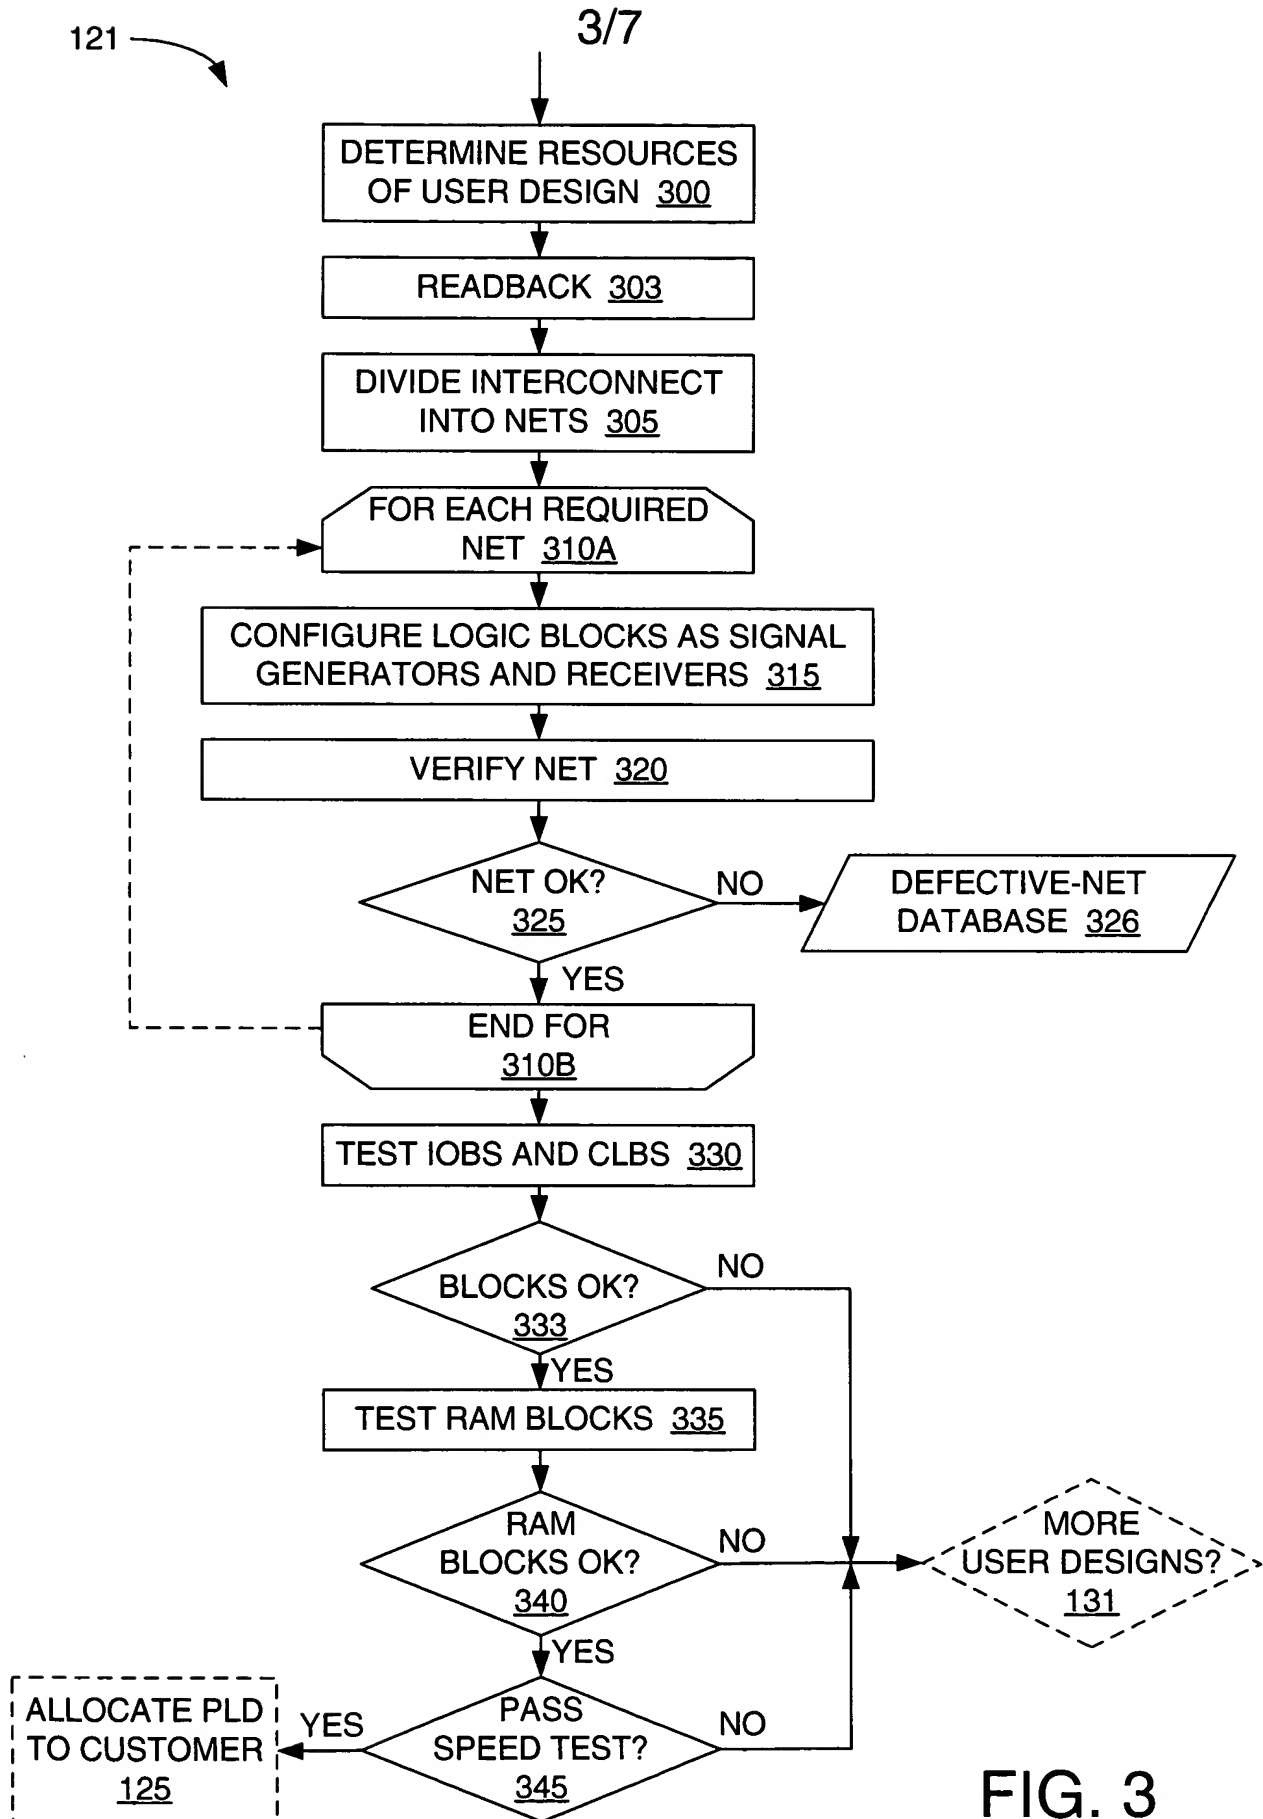 3/7
121
DETERMINE RESOURCES
OF USER DESIGN 300
READBACK 303
DIVIDE INTERCONNECT
INTO NETS 305
FOR EACH REQUIRED
NET 310A
CONFIGURE LOGIC BLOCKS AS SIGNAL
GENERATORS AND RECEIVERS 315
VERIFY NET 320
NET OK?
325
NO
DEFECTIVE-NET
DATABASE 326
YES
END FOR
310B
TEST IOBS AND CLBS 330
BLOCKS OK?
333
NO
YES
TEST RAM BLOCKS 335
RAM
BLOCKS OK?
340
NO
MORE
USER DESIGNS?
131
YES
PASS
SPEED TEST?
345
NO
YES
ALLOCATE PLD
TO CUSTOMER
125
FIG. 3